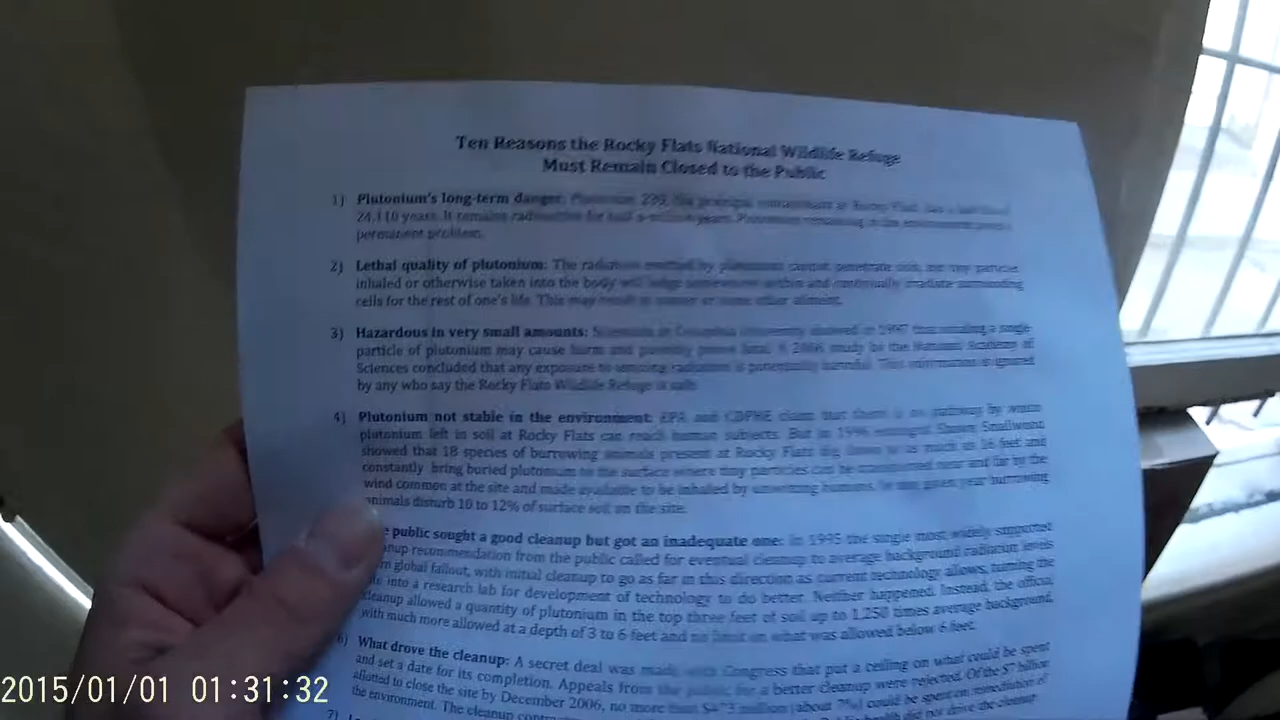 Ten Reasons the Rocky Flats National Wildlife Refuge
Must Remain Closed to the Public
1) Plutonium's long-term danger: Plutonium 239, the principal contaminant at Rocky Flats, has a
24,110 years. It remains radioactive for half a million years. Plutonium remaining in the environment
permanent problem.
2) Lethal quality of plutonium: The radiation emitted by plutonium cannot penetrate skin, but tiny particles
inhaled or otherwise taken into the body will lodge somewhere within and continually irradiate surrounding
cells for the rest of one's life. This may result in cancer or some other ailment.
3) Hazardous in very small amounts: Scientists at Columbia University showed in 1997 that inhaling a single
particle of plutonium may cause harm and possibly prove fatal. A 2006 study by the National Academy of
Sciences concluded that any exposure to ionizing radiation is potentially harmful. This information is ignored
by any who say the Rocky Flats Wildlife Refuge is safe.
4) Plutonium not stable in the environment: EPA and CDPHE claim that there is no pathway by which
plutonium left in soil at Rocky Flats can reach human subjects. But in 1996 ecologist Shawn Smallwood
showed that 18 species of burrowing animals present at Rocky Flats dig down to as much as 16 feet and
constantly bring buried plutonium to the surface where tiny particles can be near and far by the
wind common at the site and made available to be inhaled by unwitting humans. In any given year burrowing
animals disturb 10 to 12% of surface soil on the site.
public sought a good cleanup but got an inadequate one: In 1995 the single most widely supported
nup recommendation from the public called for eventual cleanup to average background radiation levels
global fallout, with initial cleanup to go as far in this direction as current technology allows, turning the
into a research lab for development of technology to do better. Neither happened. Instead, the official
cleanup allowed a quantity of plutonium in the top three feet of soil up to 1,250 times average background,
with much more allowed at a depth of 3 to 6 feet and no limit on what was allowed below 6 feet.
6) What drove the cleanup: A secret deal was made with Congress that put a ceiling on what could be spent
and set a date for its completion. Appeals from the public for a better cleanup were rejected. Of the $7 billion
allotted to close the site by December 2006, no more than $473 million (about 7%) could be spent on remediation of
the environment. The cleanup did not drive the cleanup.
7)
2015/01/01 01:31:32